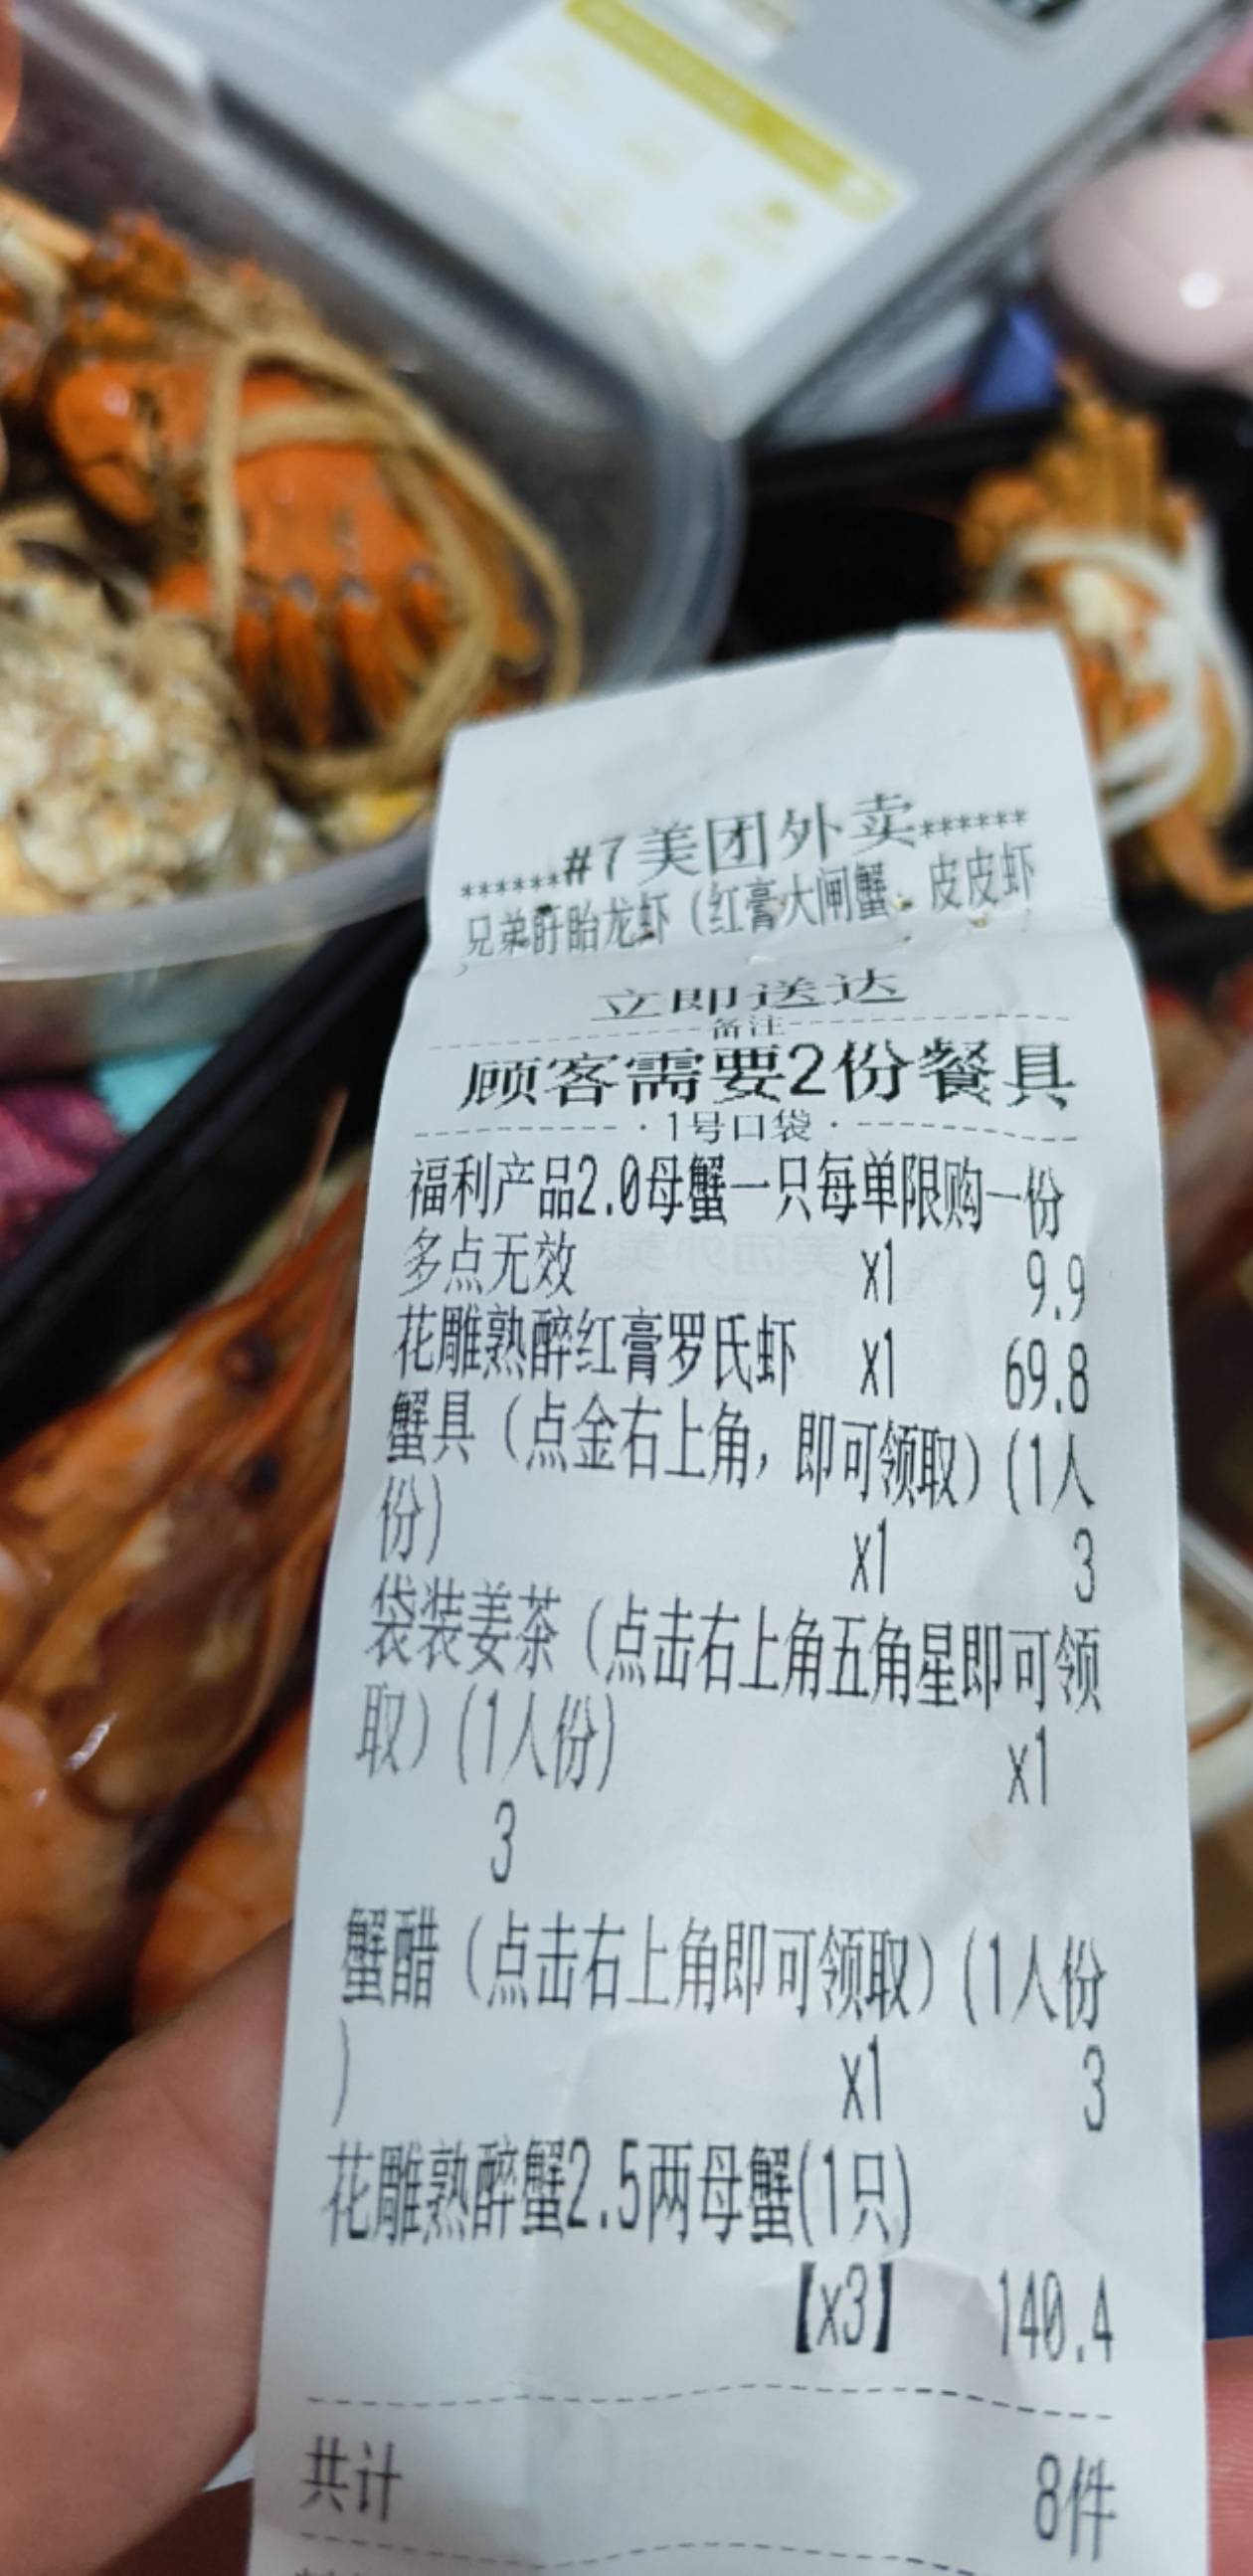 ******#7美团外卖******
兄弟盱眙龙虾（红膏大闸蟹、皮皮虾
）
立即送达
备注
顾客需要2份餐具
·1号口袋·
福利产品2.0母蟹一只每单限购一份
多点无效 x1 9.9
花雕熟醉红膏罗氏虾 x1 69.8
蟹具（点金右上角，即可领取）(1人
份) x1 3
袋装姜茶（点击右上角五角星即可领
取）(1人份) x1
3
蟹醋（点击右上角即可领取）(1人份
) x1 3
花雕熟醉蟹2.5两母蟹(1只)
【x3】 140.4
共计 8件